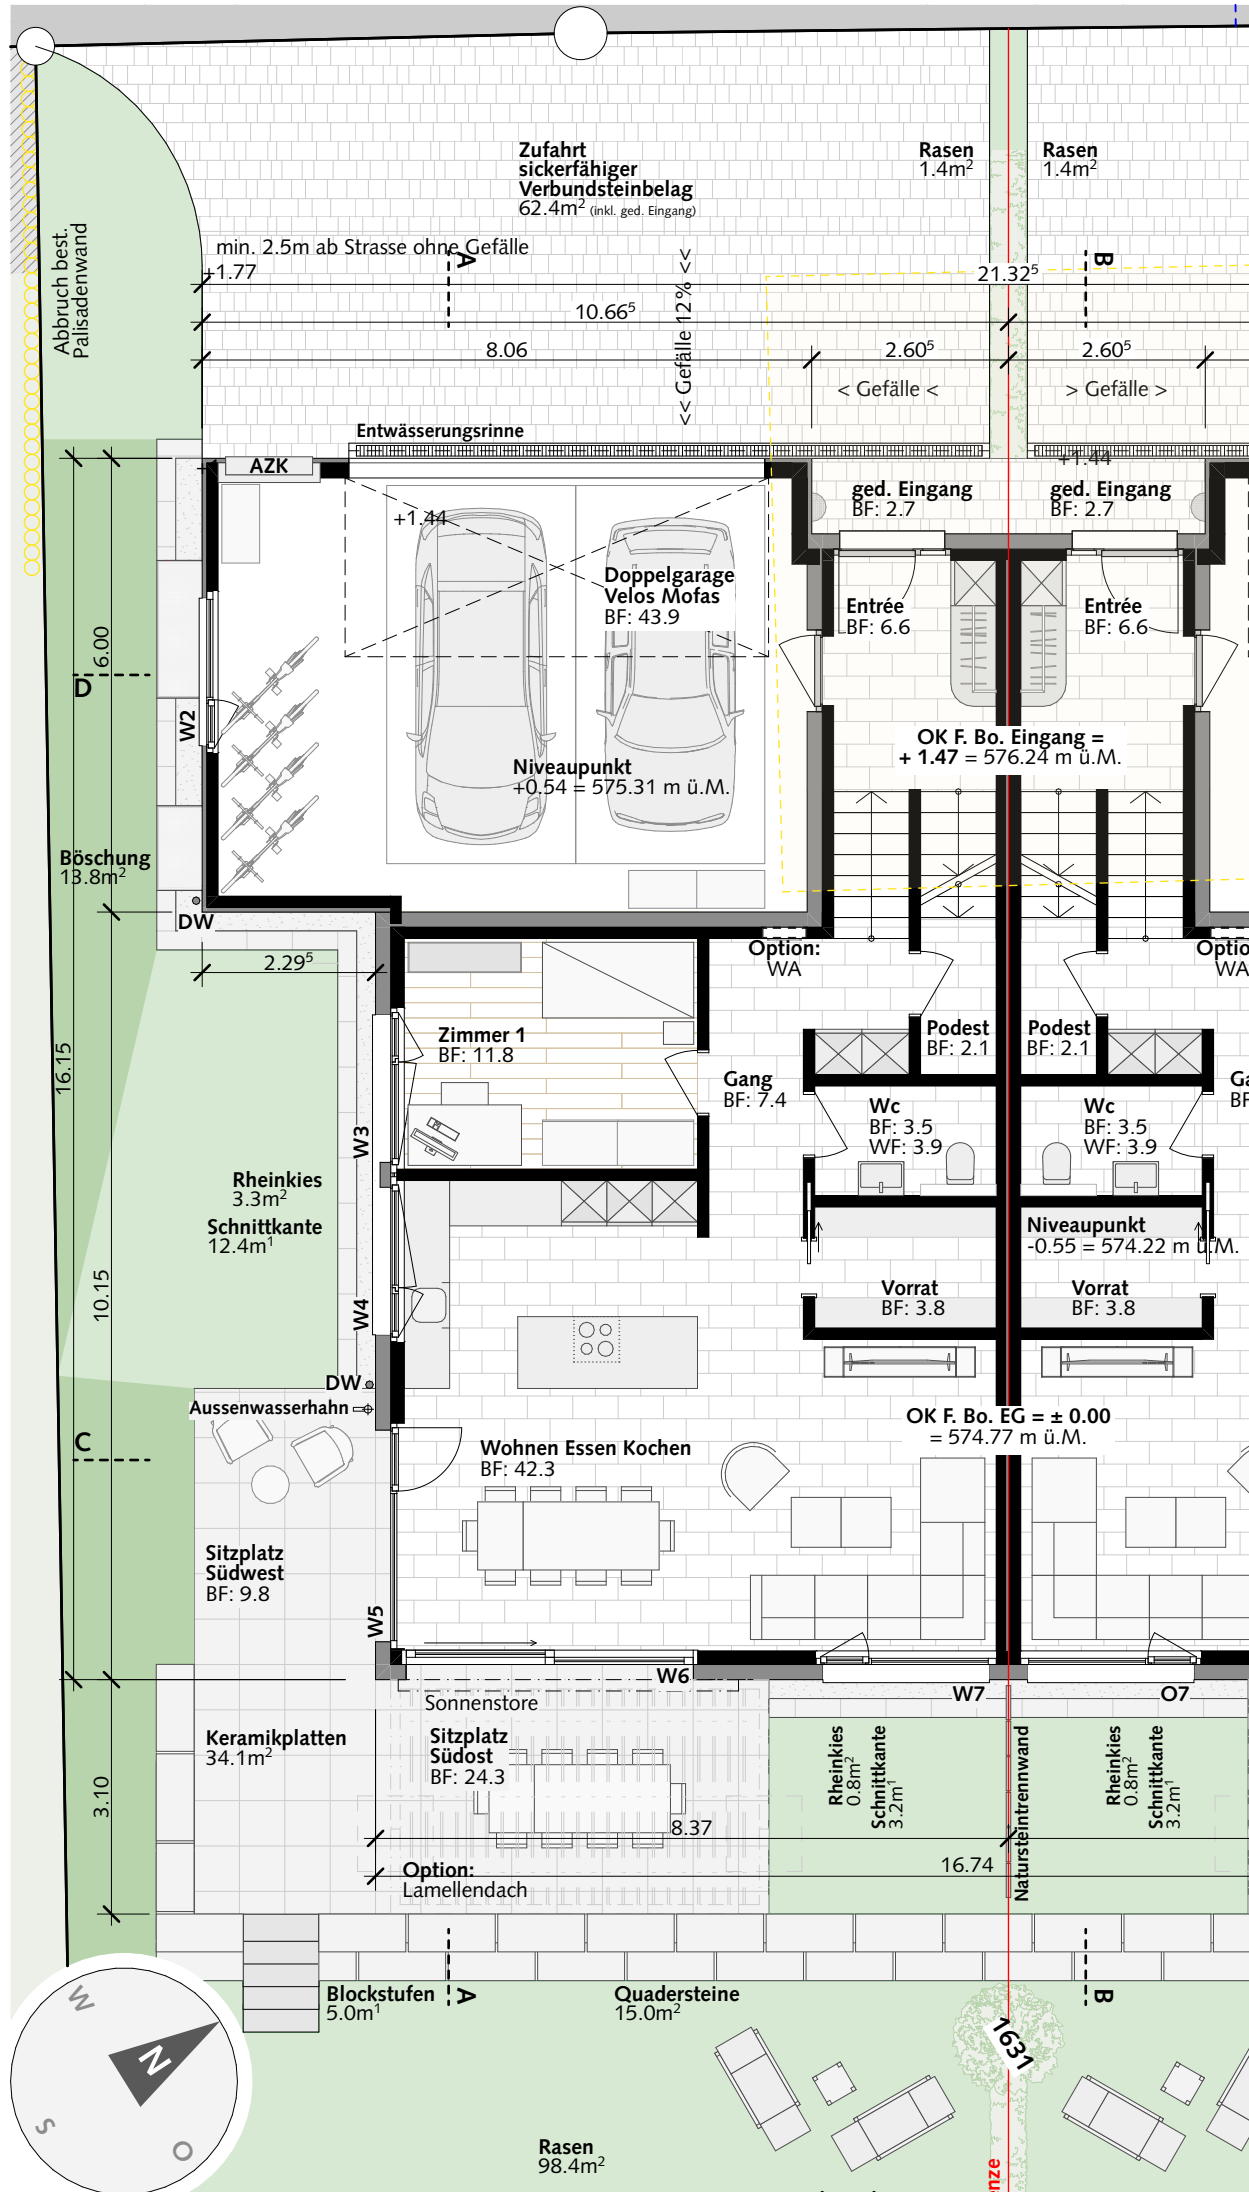 Zufahrt
sickerfähiger
Verbundsteinbelag
62.4m² (inkl. ged. Eingang)
Rasen
1.4m²
Rasen
1.4m²
Abbruch best.
Palisadenwand
min. 2.5m ab Strasse ohne Gefälle
+1.77
A
B
<< Gefälle 12% <<
21.32⁵
10.66⁵
8.06
2.60⁵
2.60⁵
< Gefälle <
> Gefälle >
Entwässerungsrinne
AZK
+1.44
+1.44
ged. Eingang
BF: 2.7
ged. Eingang
BF: 2.7
Doppelgarage
Velos Mofas
BF: 43.9
Entrée
BF: 6.6
Entrée
BF: 6.6
6.00
D
W2
OK F. Bo. Eingang =
+ 1.47 = 576.24 m ü.M.
Niveaupunkt
+0.54 = 575.31 m ü.M.
Böschung
13.8m²
DW
2.29⁵
Option:
WA
Optio
WA
Zimmer 1
BF: 11.8
Podest
BF: 2.1
Podest
BF: 2.1
16.15
Gang
BF: 7.4
Ga
BF
Wc
BF: 3.5
WF: 3.9
Wc
BF: 3.5
WF: 3.9
W3
Rheinkies
3.3m²
Schnittkante
12.4m¹
Niveaupunkt
-0.55 = 574.22 m ü.M.
10.15
W4
Vorrat
BF: 3.8
Vorrat
BF: 3.8
DW
Aussenwasserhahn
C
OK F. Bo. EG = ± 0.00
= 574.77 m ü.M.
Wohnen Essen Kochen
BF: 42.3
Sitzplatz
Südwest
BF: 9.8
W5
W6
W7
O7
Sonnenstore
Keramikplatten
34.1m²
Sitzplatz
Südost
BF: 24.3
Rheinkies
0.8m²
Schnittkante
3.2m¹
Natursteintrennwand
Rheinkies
0.8m²
Schnittkante
3.2m¹
3.10
8.37
16.74
Option:
Lamellendach
Blockstufen
5.0m¹
A
Quadersteine
15.0m²
B
W
N
S
O
1631
Rasen
98.4m²
nze